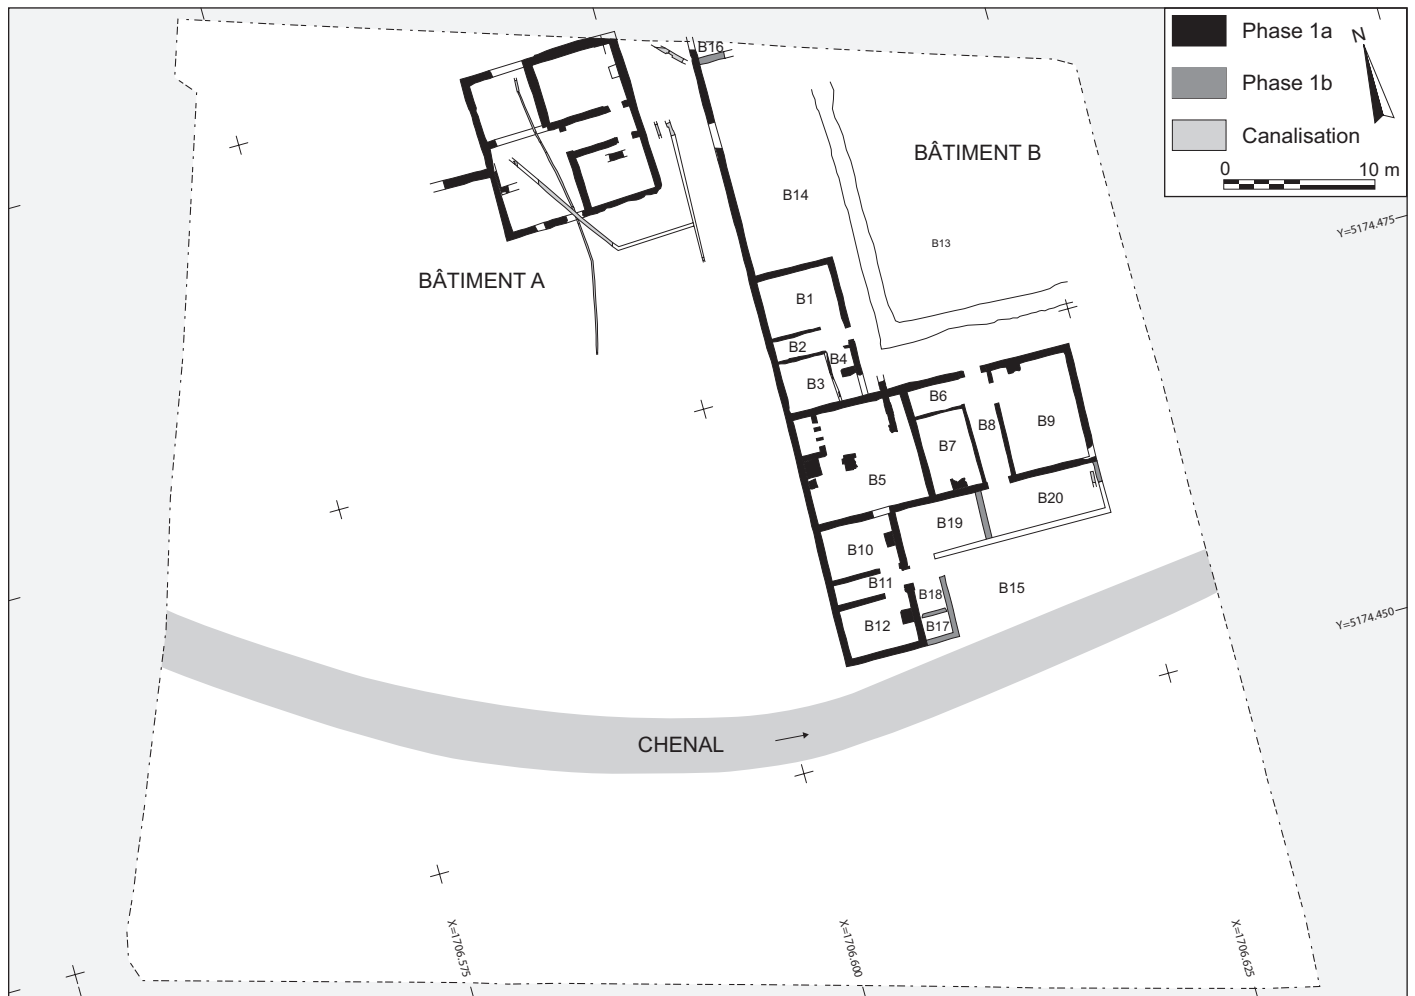 Phase 1a
Phase 1b
Canalisation
N
0 10 m
BÂTIMENT A
BÂTIMENT B
B16
B14
B13
B1
B2
B4
B3
B6
B8
B9
B7
B5
B20
B19
B10
B11
B18
B15
B12
B17
CHENAL
Y=5174.475
Y=5174.450
X=1706.575
X=1706.600
X=1706.625